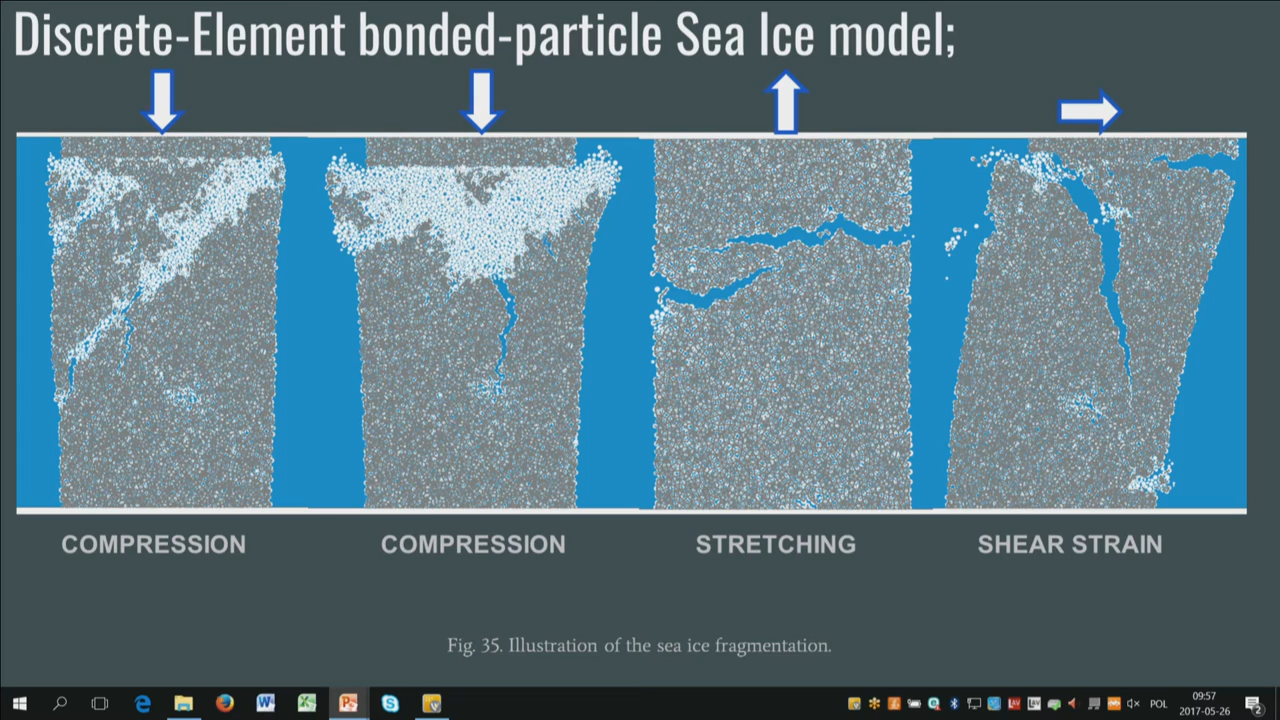 Discrete-Element bonded-particle Sea Ice model;
COMPRESSION
COMPRESSION
STRETCHING
SHEAR STRAIN
Fig. 35. Illustration of the sea ice fragmentation.
POL
09:57
2017-05-26
2